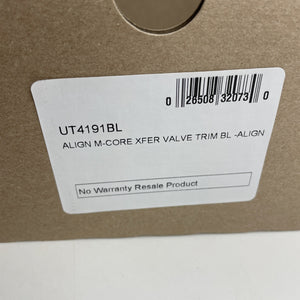 0 26508 32073 0
UT4191BL
ALIGN M-CORE XFER VALVE TRIM BL -ALIGN
No Warranty Resale Product